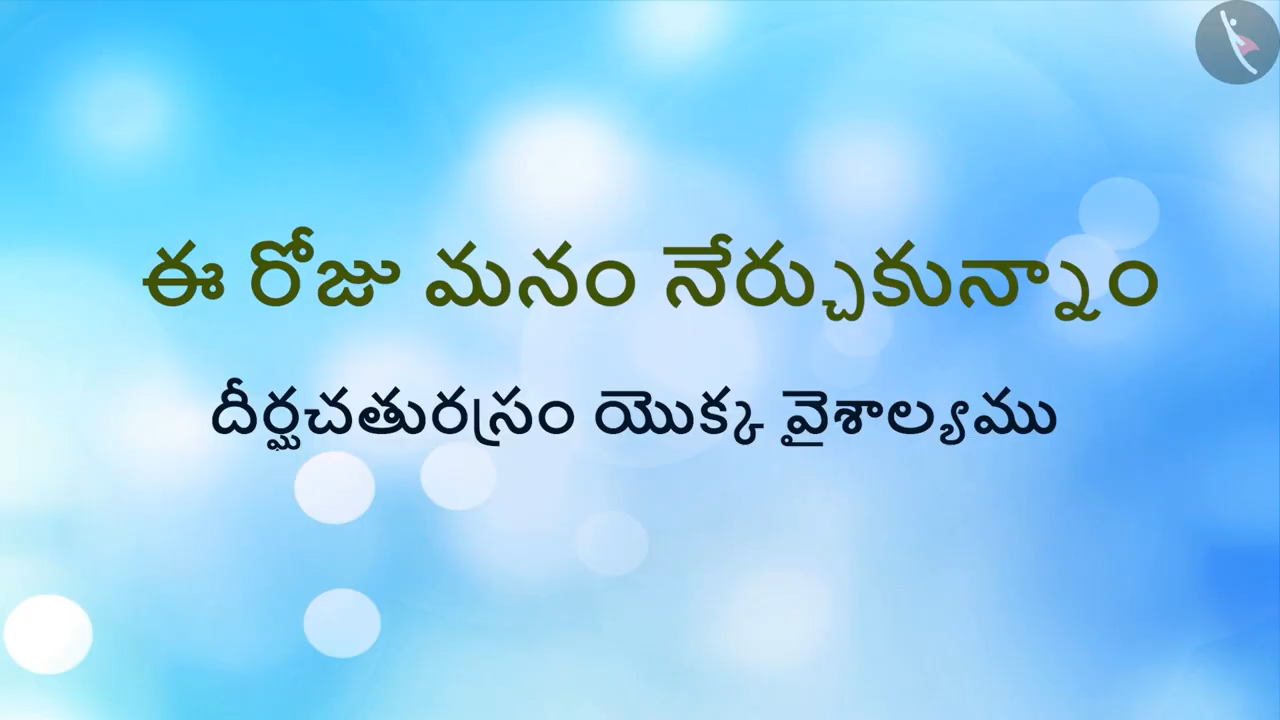 ఈ రోజు మనం నేర్చుకున్నాం
దీర్ఘచతురస్రం యొక్క వైశాల్యము